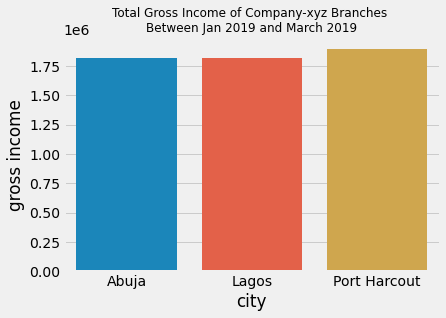 Total Gross Income of Company-xyz Branches
Between Jan 2019 and March 2019
1e6
1.75
1.50
1.25
1.00
0.75
0.50
0.25
0.00
gross income
Abuja
Lagos
Port Harcout
city